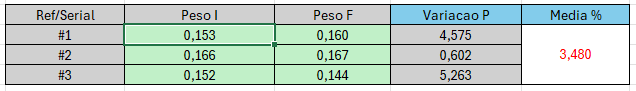 Ref/Serial Peso I Peso F Variacao P Media %
#1 0,153 0,160 4,575
#2 0,166 0,167 0,602 3,480
#3 0,152 0,144 5,263